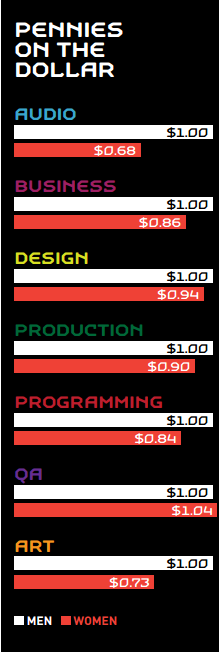 PENNIES
ON THE
DOLLAR
AUDIO
$1.00
$0.68
BUSINESS
$1.00
$0.86
DESIGN
$1.00
$0.94
PRODUCTION
$1.00
$0.90
PROGRAMMING
$1.00
$0.84
QA
$1.00
$1.04
ART
$1.00
$0.73
MEN WOMEN